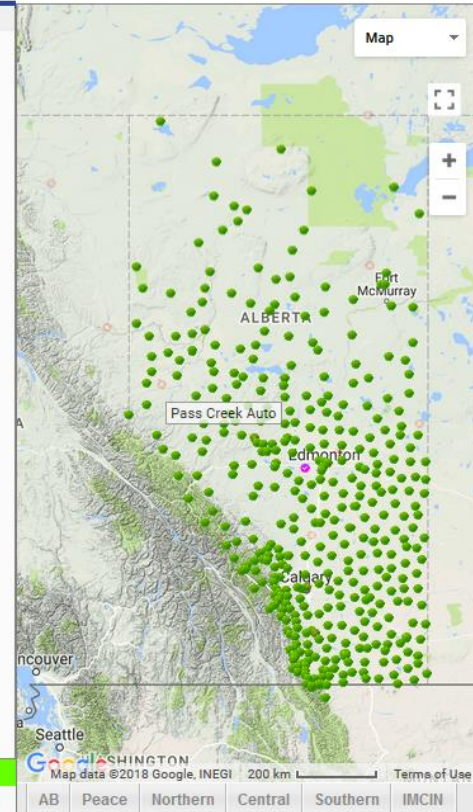 Map
Fort
McMurray
ALBERTA
Pass Creek Auto
Edmonton
Calgary
ncouver
Seattle
Google
SHINGTON
Map data ©2018 Google, INEGI 200 km Terms of Use
AB Peace Northern Central Southern IMCIN